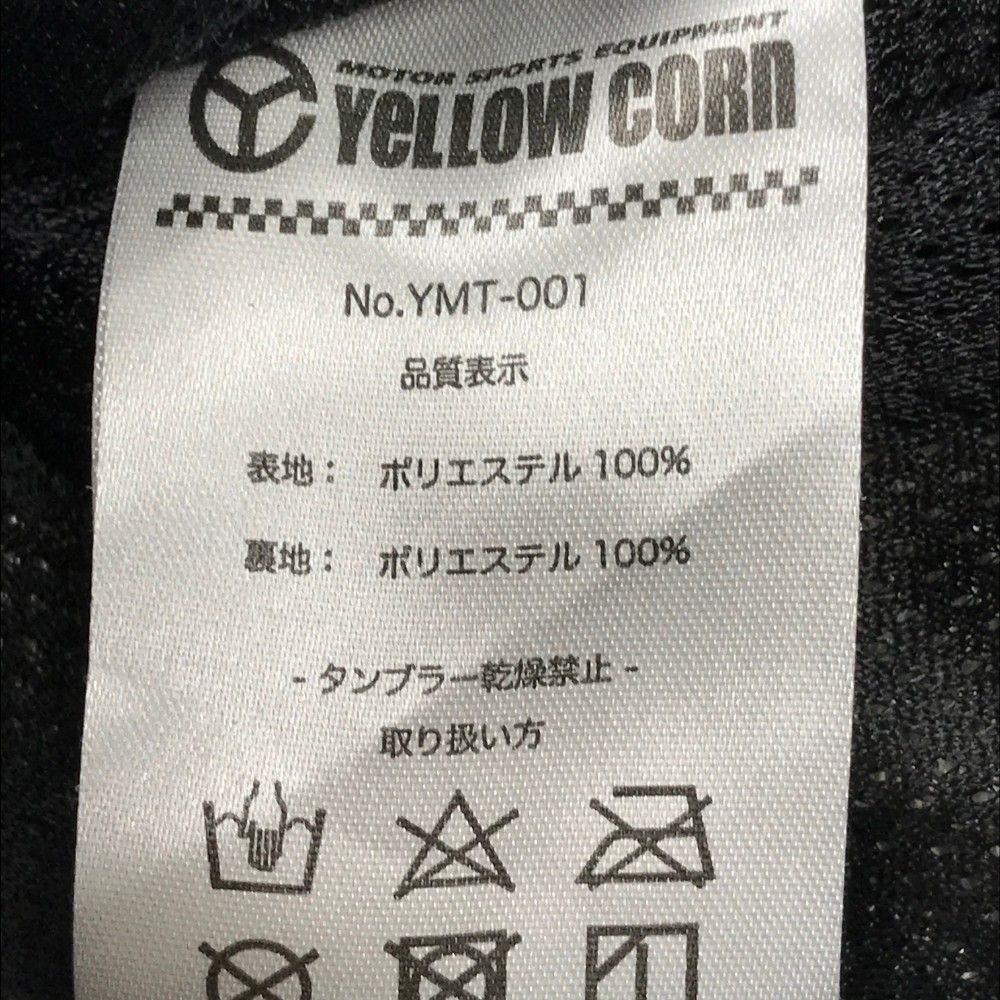 MOTOR SPORTS EQUIPMENT
YeLLOW CORn
No.YMT-001
品質表示
表地： ポリエステル 100%
裏地： ポリエステル 100%
- タンブラー乾燥禁止 -
取り扱い方